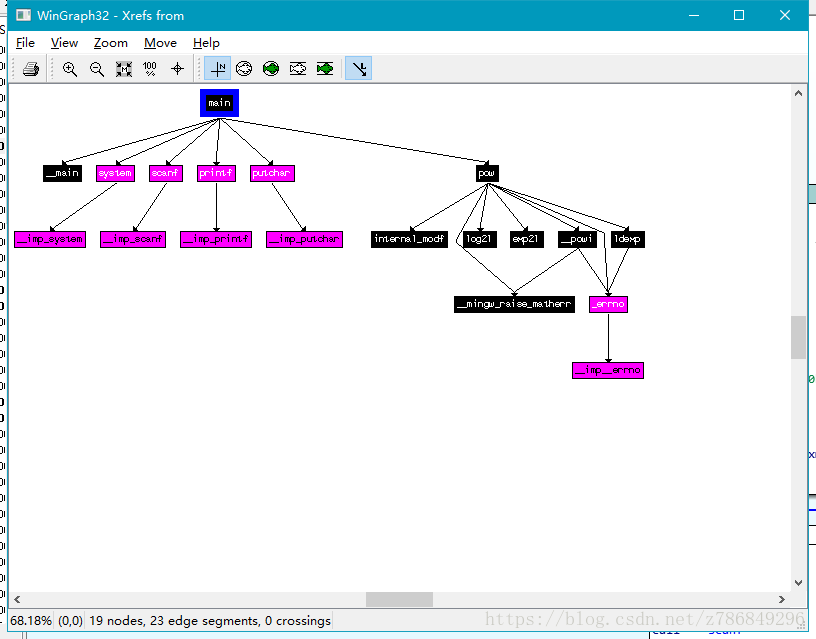 WinGraph32 - Xrefs from
File View Zoom Move Help
100
%
N
main
__main system scanf printf putchar pow
__imp_system __imp_scanf __imp_printf __imp_putchar internal_modf log2l exp2l __powi ldexp
__mingw_raise_matherr _errno
__imp__errno
68.18% (0,0) 19 nodes, 23 edge segments, 0 crossings
https://blog.csdn.net/z786849296